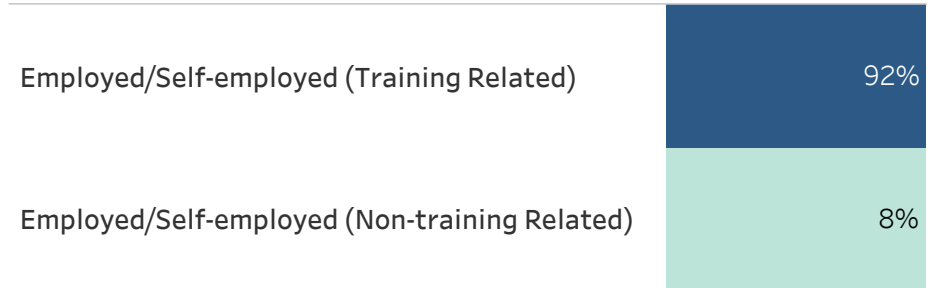 Employed/Self-employed (Training Related) 92%
Employed/Self-employed (Non-training Related) 8%